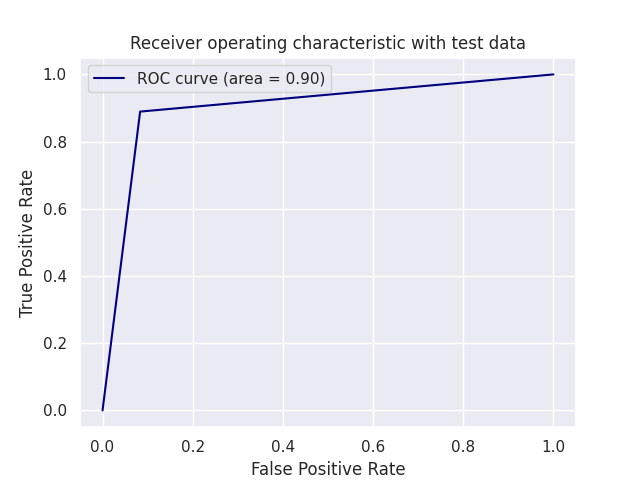 Receiver operating characteristic with test data
ROC curve (area = 0.90)
True Positive Rate
1.0
0.8
0.6
0.4
0.2
0.0
0.0 0.2 0.4 0.6 0.8 1.0
False Positive Rate